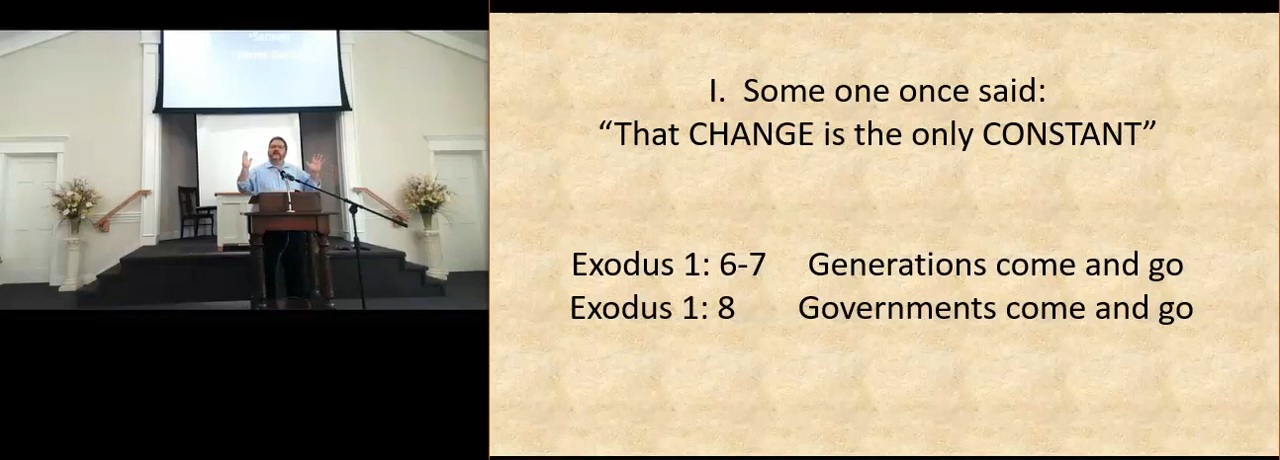 •Sermon
I. Some one once said:
“That CHANGE is the only CONSTANT”
Exodus 1: 6-7 Generations come and go
Exodus 1: 8 Governments come and go